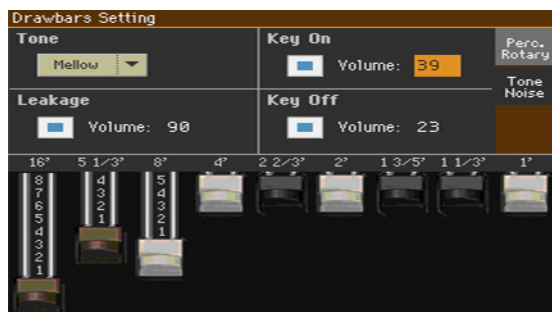 Drawbars Setting
Tone
Mellow
Key On
Volume: 39
Perc.
Rotary
Tone
Noise
Leakage
Volume: 90
Key Off
Volume: 23
16' 5 1/3' 8' 4' 2 2/3' 2' 1 3/5' 1 1/3' 1'
8 4 5
7 3 4
6 2 3
5 1 2
4 1
3
2
1